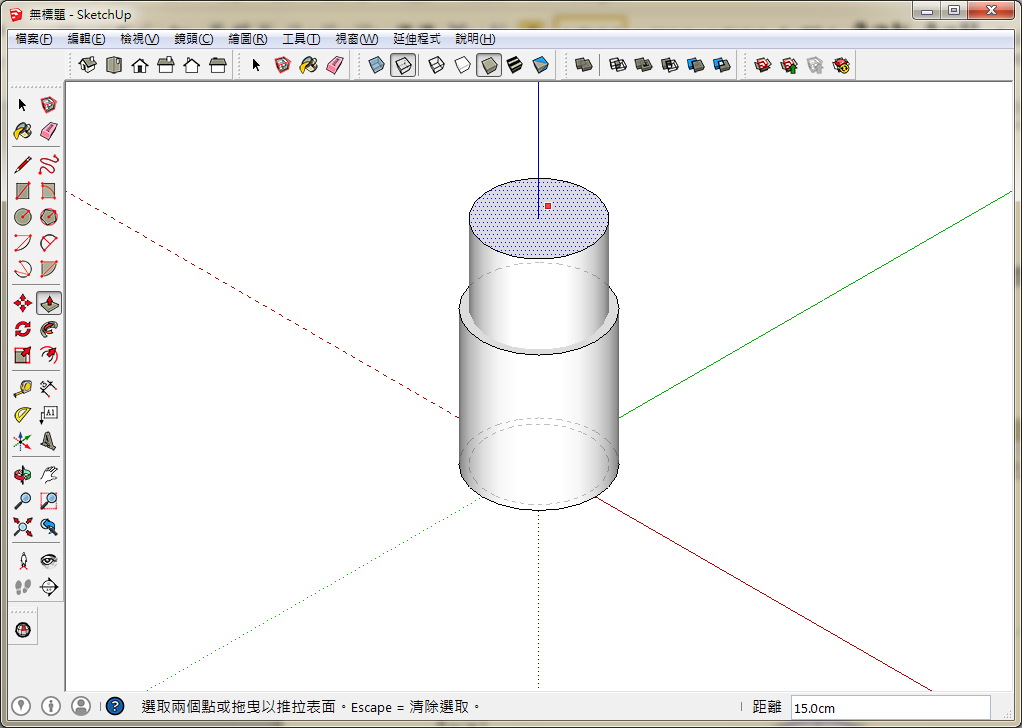 無標題 - SketchUp
檔案(F) 編輯(E) 檢視(V) 鏡頭(C) 繪圖(R) 工具(T) 視窗(W) 延伸程式 說明(H)
A1
選取兩個點或拖曳以推拉表面。Escape = 清除選取。
距離 15.0cm